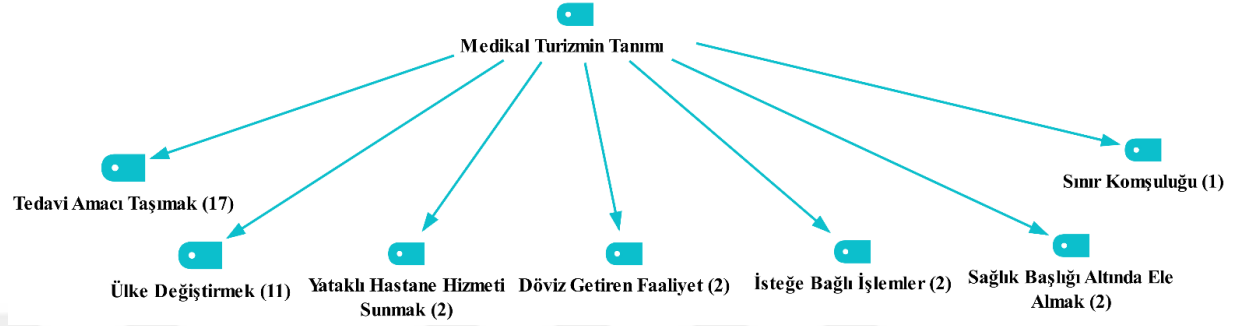 Medikal Turizmin Tanımı
Sınır Komşuluğu (1)
Tedavi Amacı Taşımak (17)
Ülke Değiştirmek (11)
Yataklı Hastane Hizmeti
Sunmak (2)
Döviz Getiren Faaliyet (2)
İsteğe Bağlı İşlemler (2)
Sağlık Başlığı Altında Ele
Almak (2)